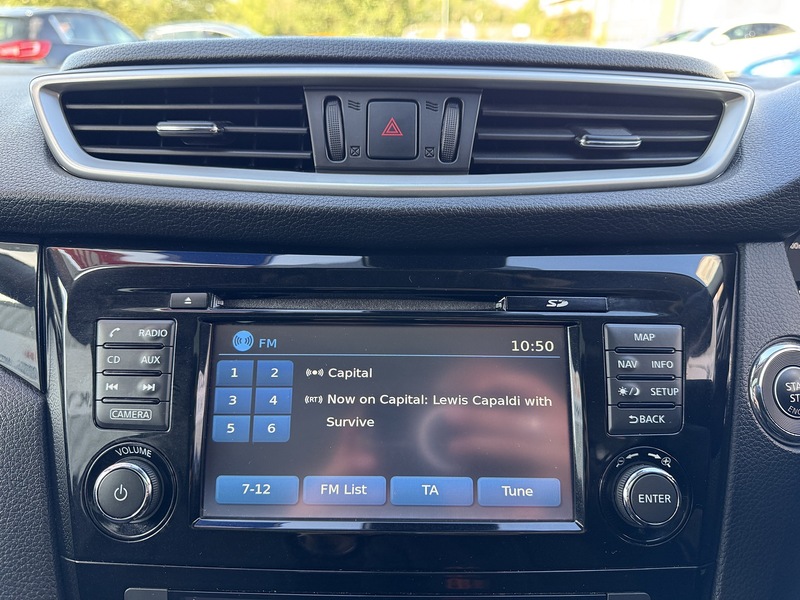 SD
RADIO
CD AUX
CAMERA
VOLUME
FM
10:50
1 2
3 4
5 6
Capital
(RT) Now on Capital: Lewis Capaldi with
Survive
7-12
FM List
TA
Tune
MAP
NAV INFO
SETUP
BACK
ENTER